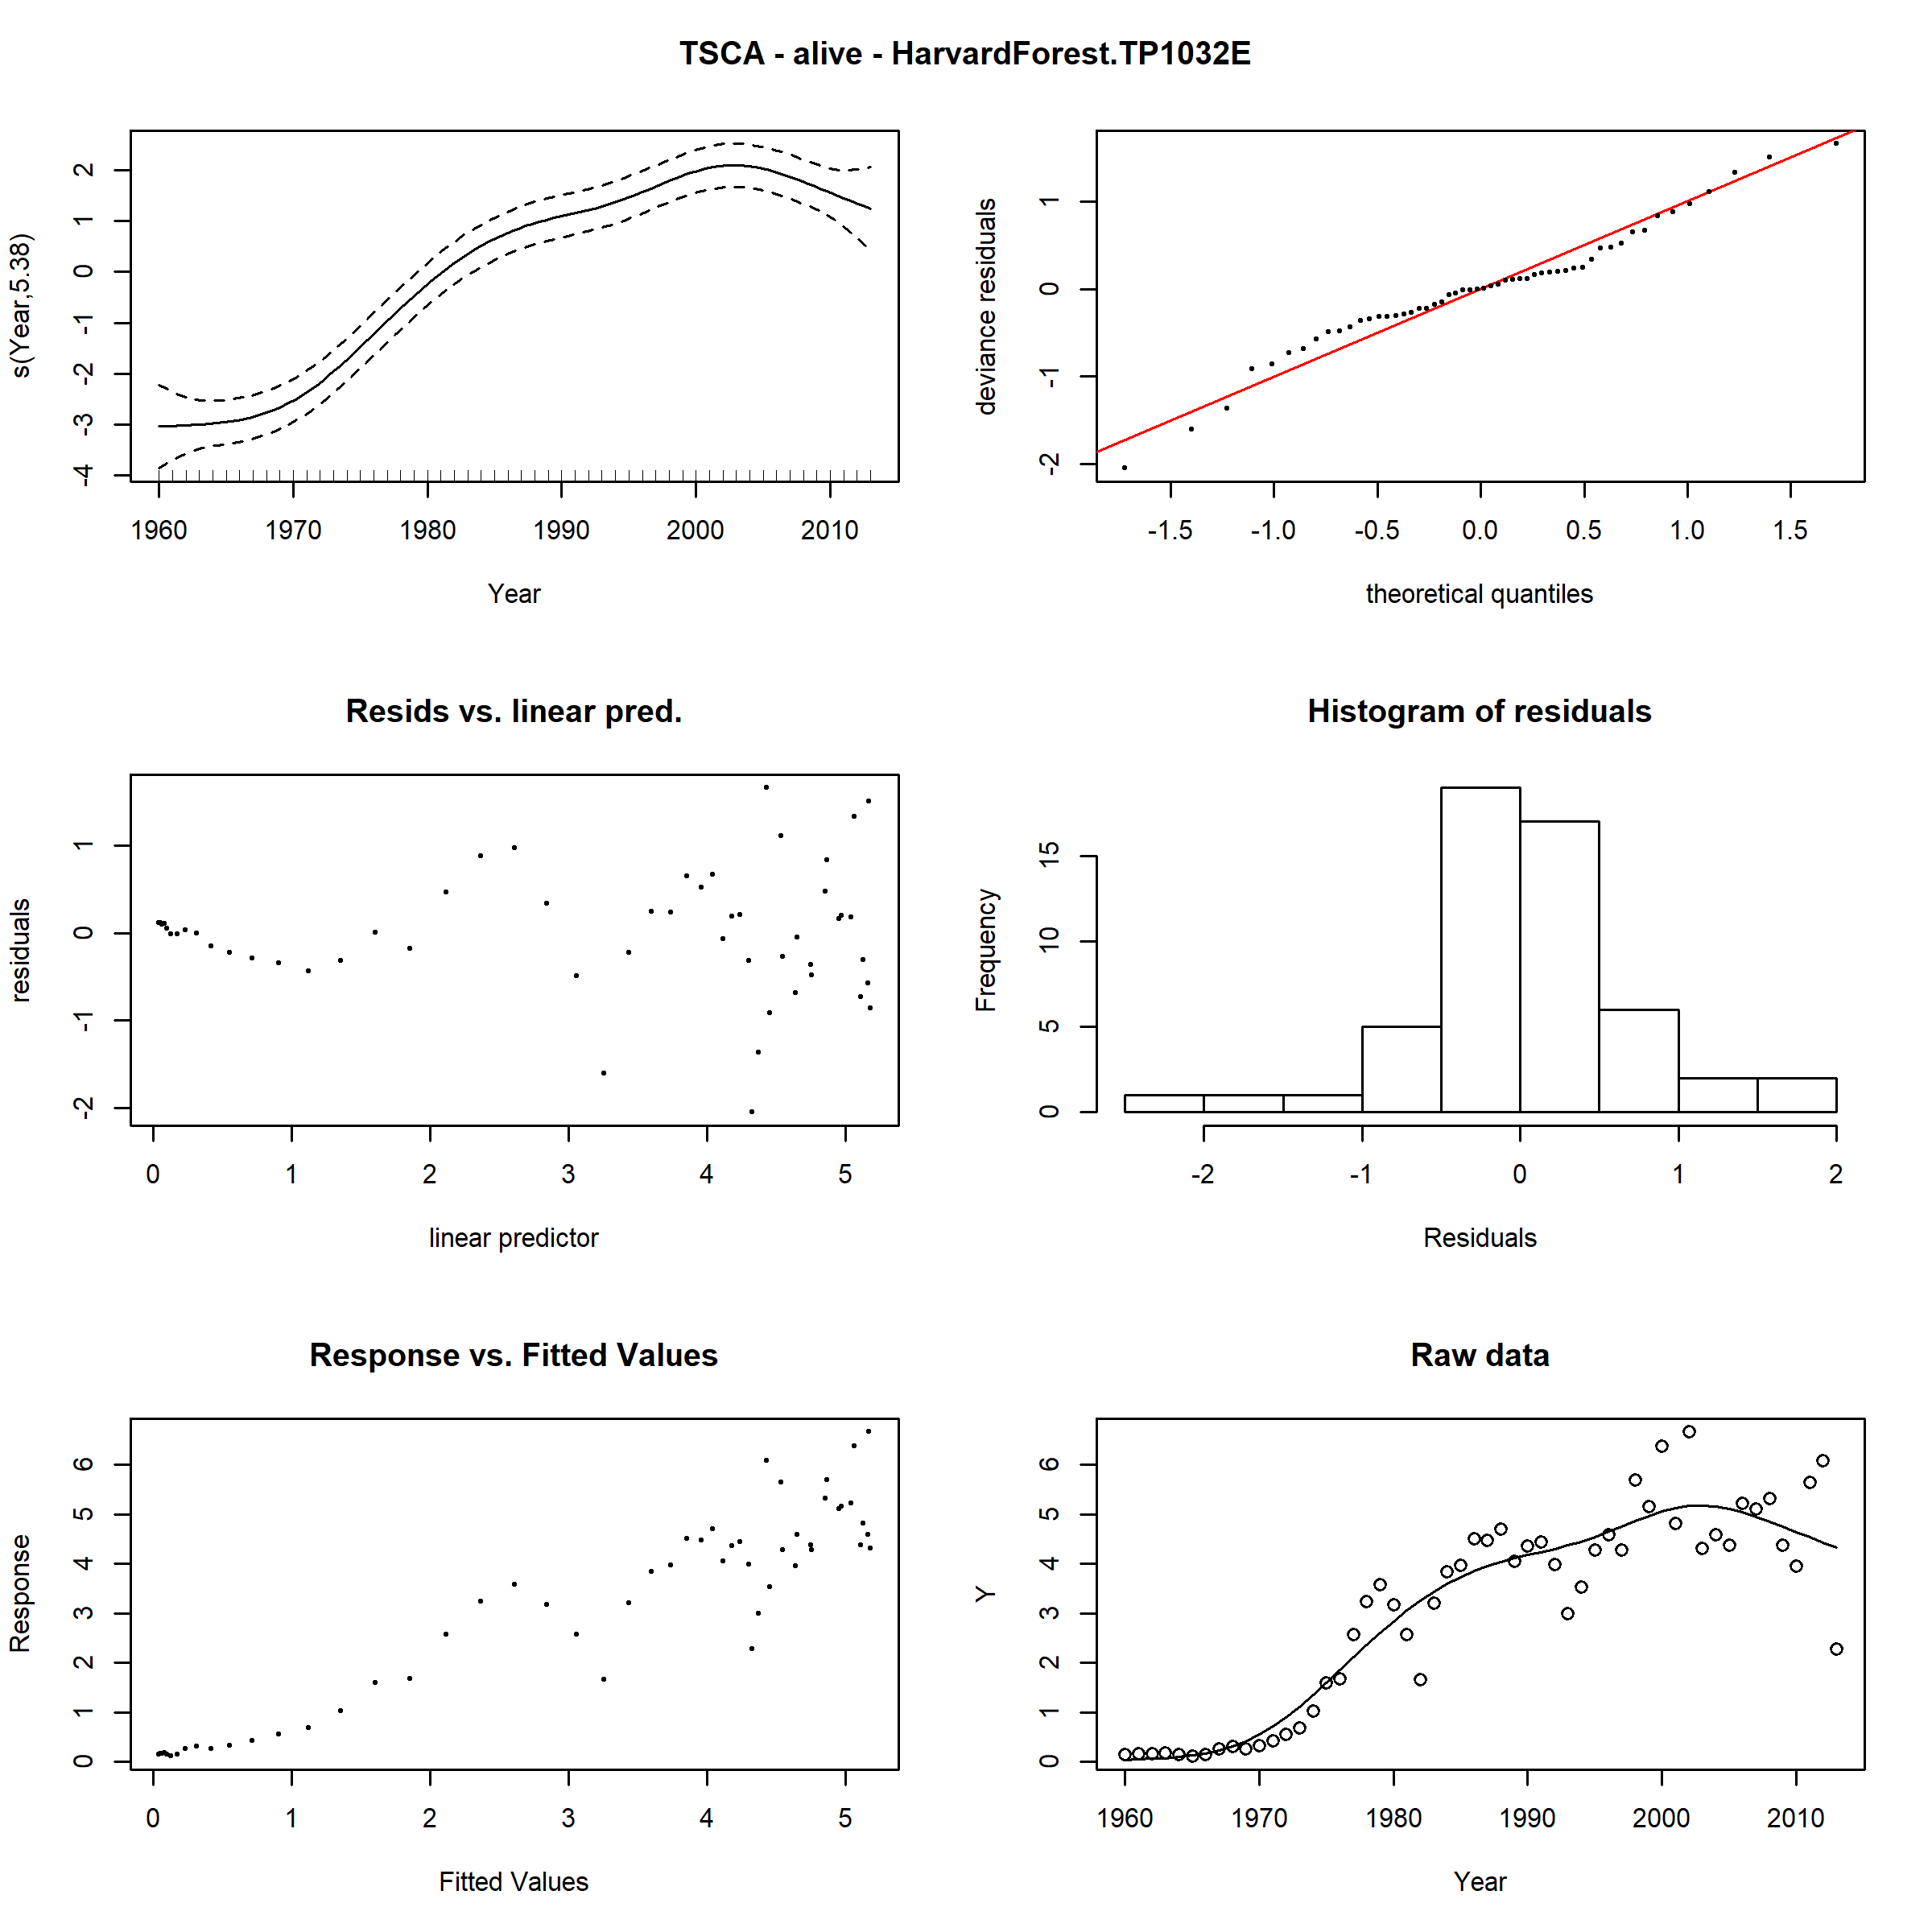 TSCA - alive - HarvardForest.TP1032E
s(Year,5.38)
2
1
0
-1
-2
-3
-4
1960 1970 1980 1990 2000 2010
Year
deviance residuals
1
0
-1
-2
-1.5 -1.0 -0.5 0.0 0.5 1.0 1.5
theoretical quantiles
Resids vs. linear pred.
residuals
1
0
-1
-2
0 1 2 3 4 5
linear predictor
Histogram of residuals
Frequency
15
10
5
0
-2 -1 0 1 2
Residuals
Response vs. Fitted Values
Response
6
5
4
3
2
1
0
0 1 2 3 4 5
Fitted Values
Raw data
Y
6
5
4
3
2
1
0
1960 1970 1980 1990 2000 2010
Year